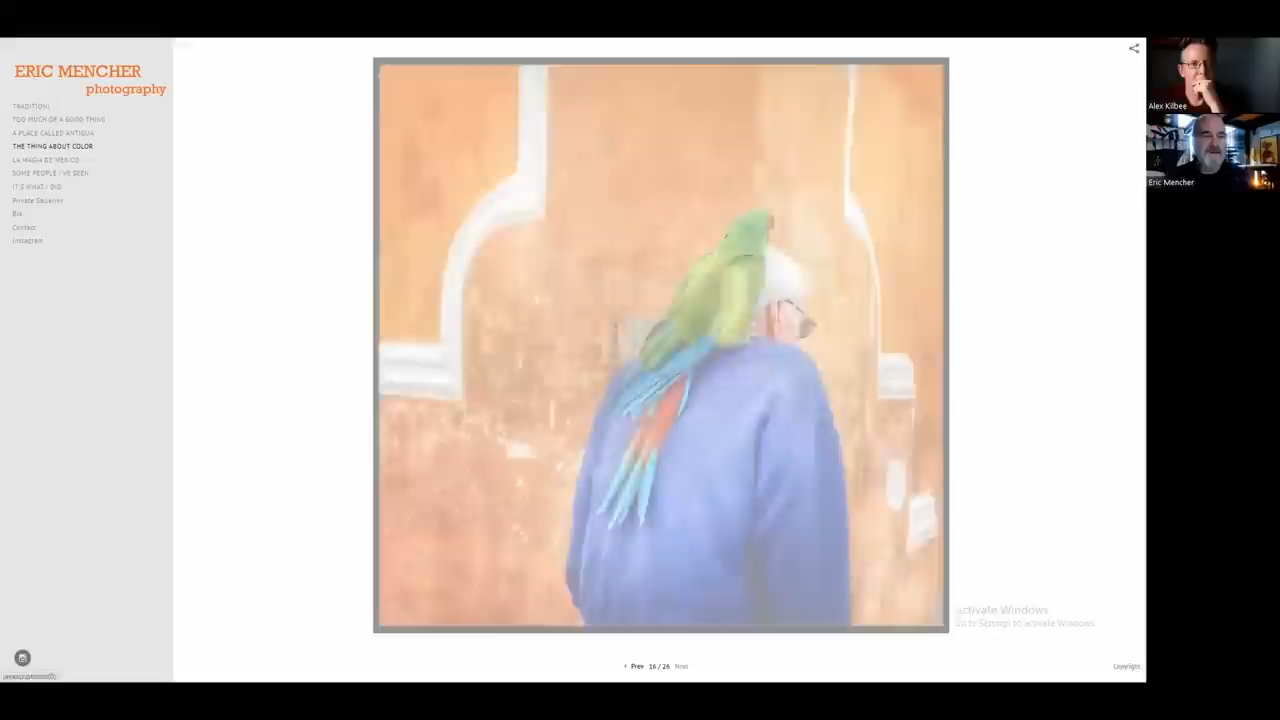 ERIC MENCHER
photography
TRADITION!
TOO MUCH OF A GOOD THING
A PLACE CALLED ANTIGUA
THE THING ABOUT COLOR
LA MAGIA DE MEXICO
SOME PEOPLE I'VE SEEN
IT'S WHAT I DID
Private Galleries
Bio
Contact
Instagram
Alex Kilbee
Eric Mencher
Activate Windows
Go to Settings to activate Windows.
Prev 16 / 26 Next
Copyright